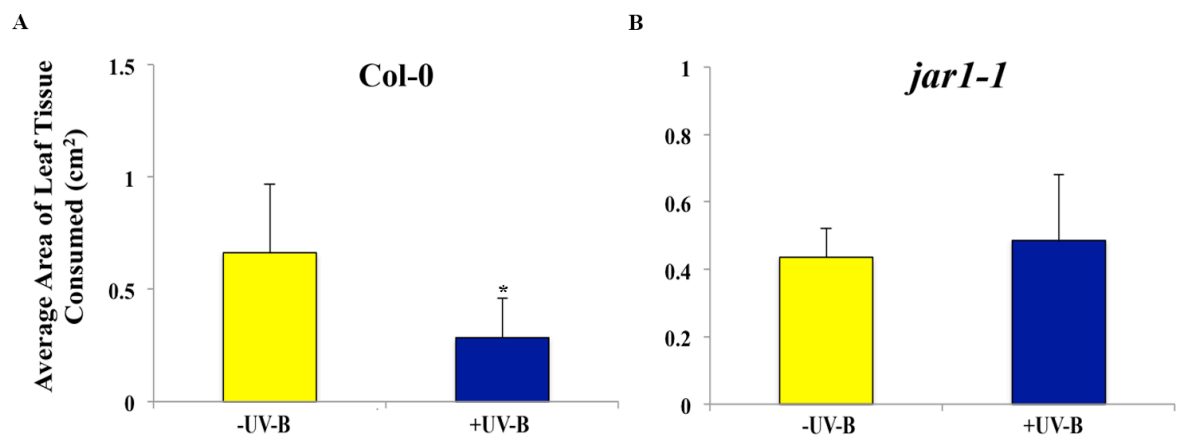 A
B
Average Area of Leaf Tissue
Consumed (cm²)
Col-0
1.5
1
0.5
0
*
-UV-B
+UV-B
jar1-1
1
0.8
0.6
0.4
0.2
0
-UV-B
+UV-B